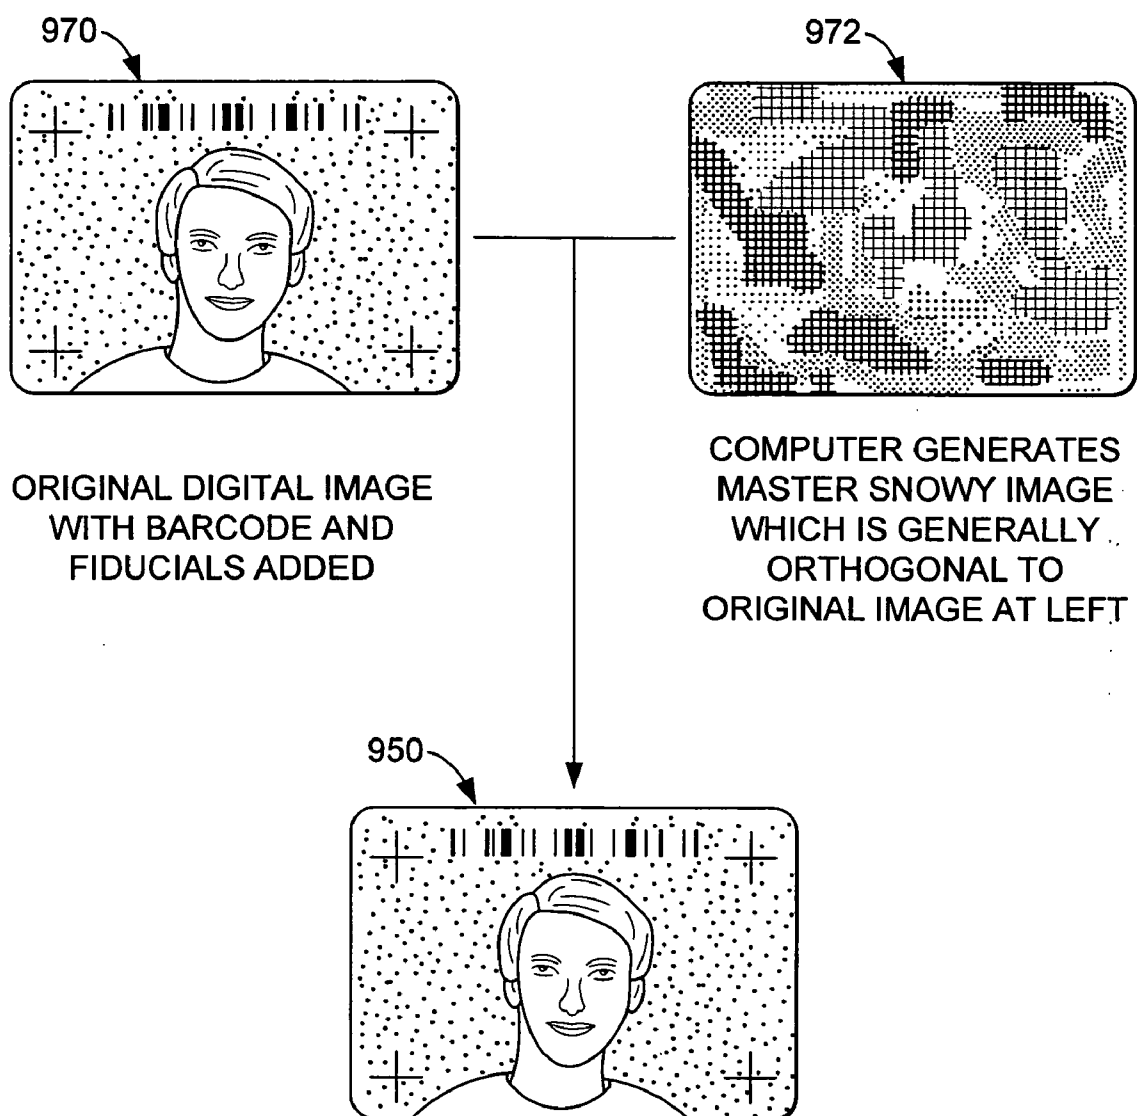 970
972
ORIGINAL DIGITAL IMAGE
WITH BARCODE AND
FIDUCIALS ADDED
COMPUTER GENERATES
MASTER SNOWY IMAGE
WHICH IS GENERALLY
ORTHOGONAL TO
ORIGINAL IMAGE AT LEFT
950